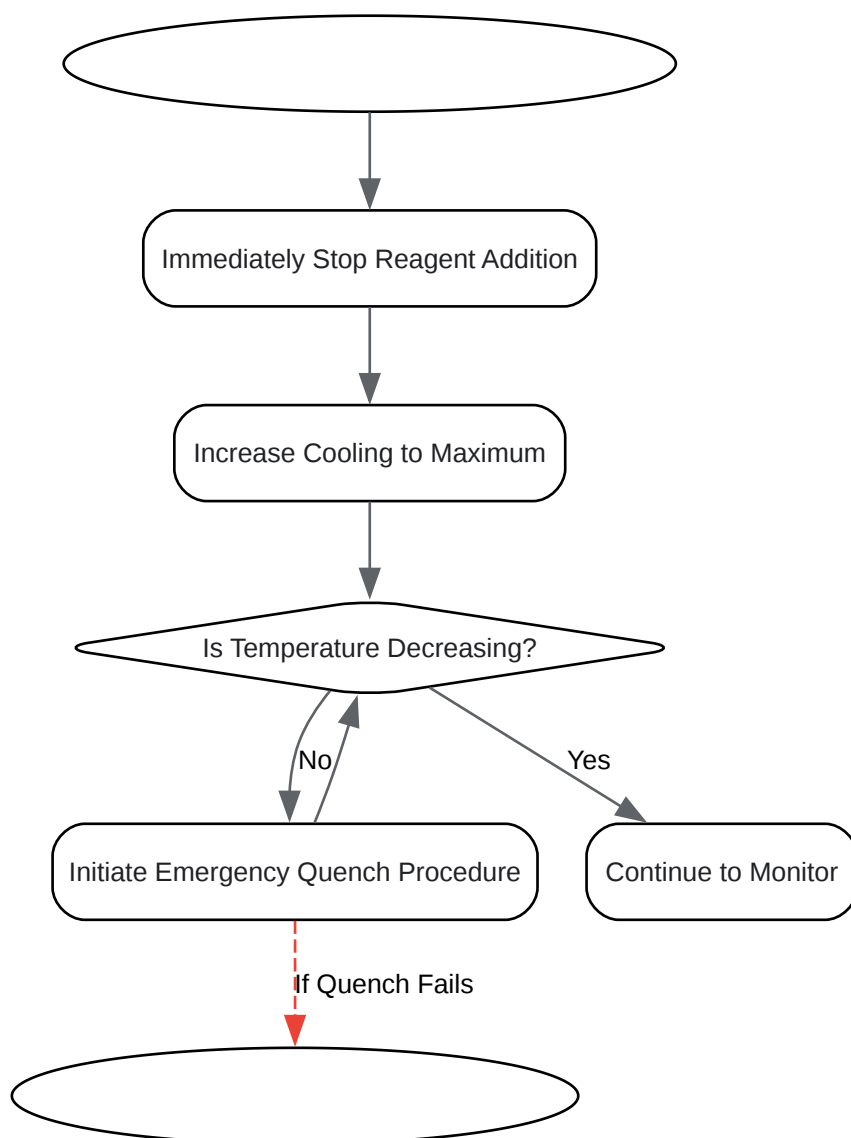 Immediately Stop Reagent Addition
Increase Cooling to Maximum
Is Temperature Decreasing?
No
Yes
Initiate Emergency Quench Procedure
Continue to Monitor
If Quench Fails